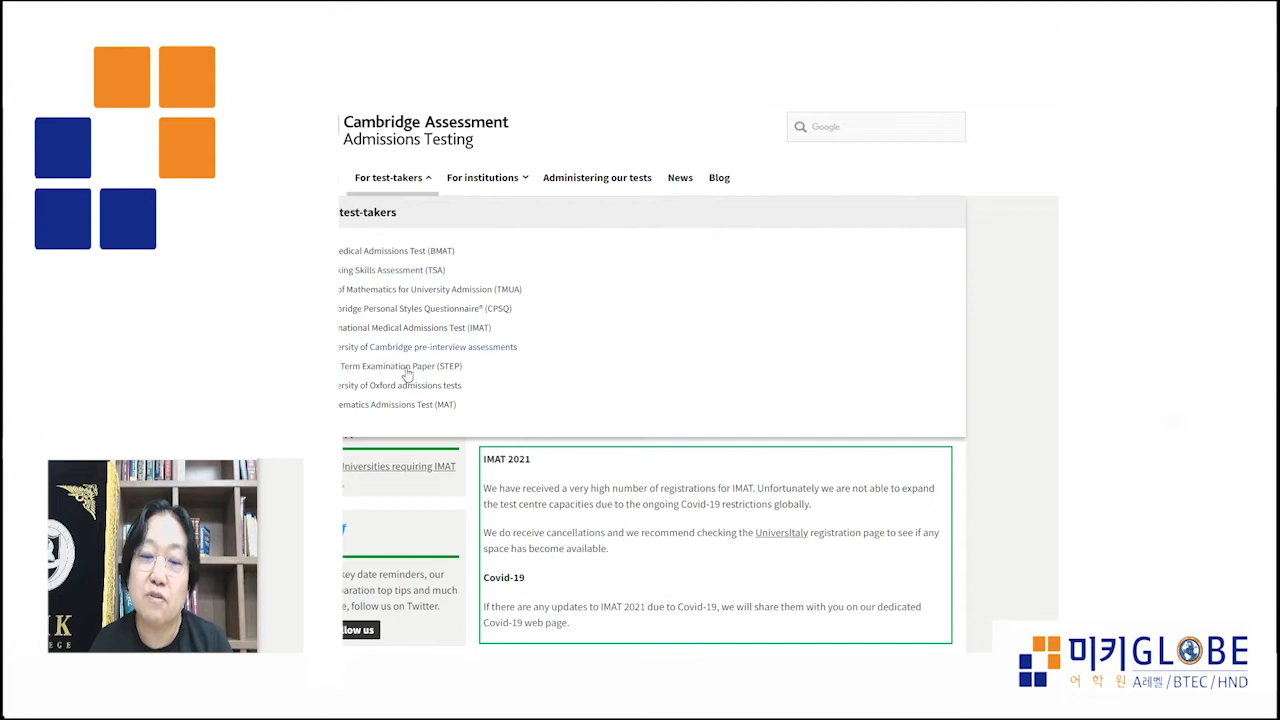 Cambridge Assessment
Admissions Testing
Google
For test-takers
For institutions
Administering our tests
News
Blog
test-takers
edical Admissions Test (BMAT)
king Skills Assessment (TSA)
of Mathematics for University Admission (TMUA)
bridge Personal Styles Questionnaire® (CPSQ)
national Medical Admissions Test (IMAT)
ersity of Cambridge pre-interview assessments
Term Examination Paper (STEP)
ersity of Oxford admissions tests
ematics Admissions Test (MAT)
Universities requiring IMAT
key date reminders, our
paration top tips and much
e, follow us on Twitter.
llow us
IMAT 2021
We have received a very high number of registrations for IMAT. Unfortunately we are not able to expand
the test centre capacities due to the ongoing Covid-19 restrictions globally.
We do receive cancellations and we recommend checking the UniversItaly registration page to see if any
space has become available.
Covid-19
If there are any updates to IMAT 2021 due to Covid-19, we will share them with you on our dedicated
Covid-19 web page.
K
EGE
미키GLOBE
어학원 A레벨/BTEC/HND